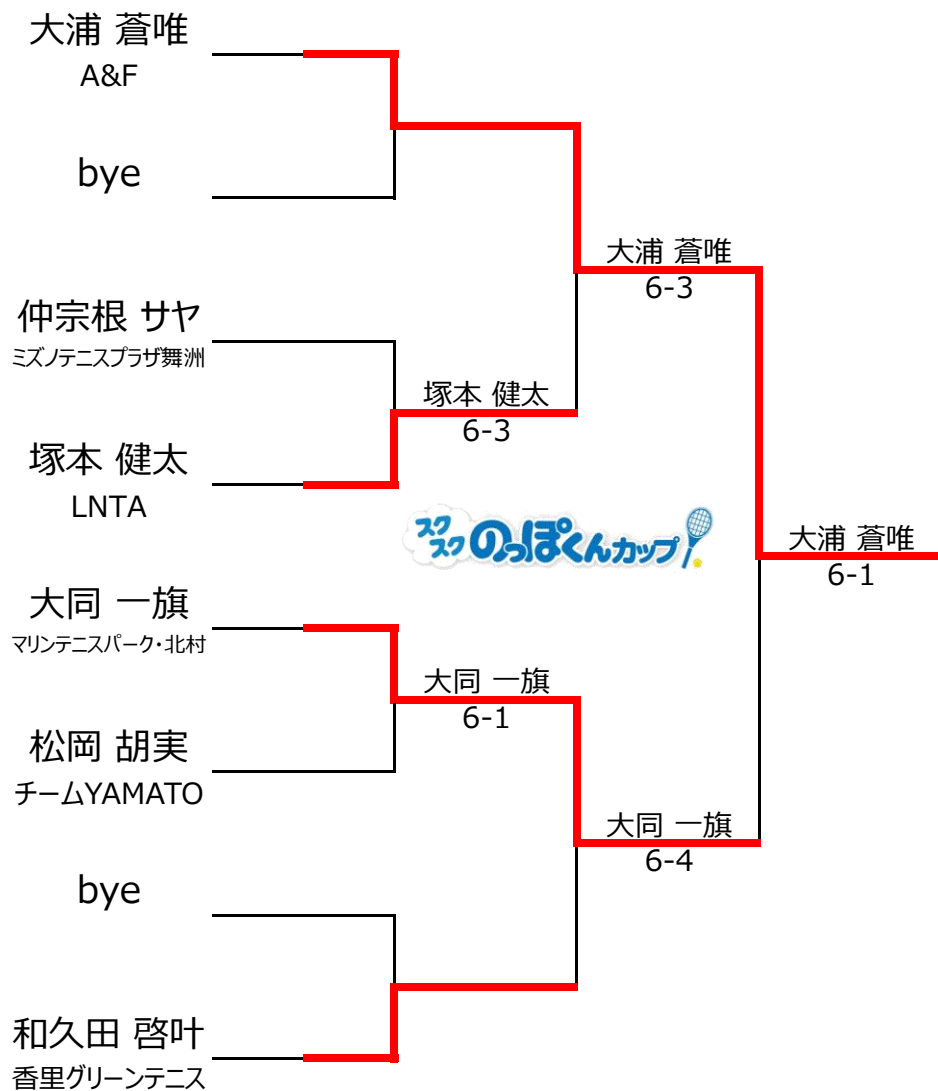 大浦 蒼唯
A&F
bye
大浦 蒼唯
6-3
仲宗根 サヤ
ミズノテニスプラザ舞洲
塚本 健太
6-3
塚本 健太
LNTA
スクスク のっぽくんカップ
大浦 蒼唯
6-1
大同 一旗
マリンテニスパーク・北村
大同 一旗
6-1
松岡 胡実
チームYAMATO
大同 一旗
6-4
bye
和久田 啓叶
香里グリーンテニス